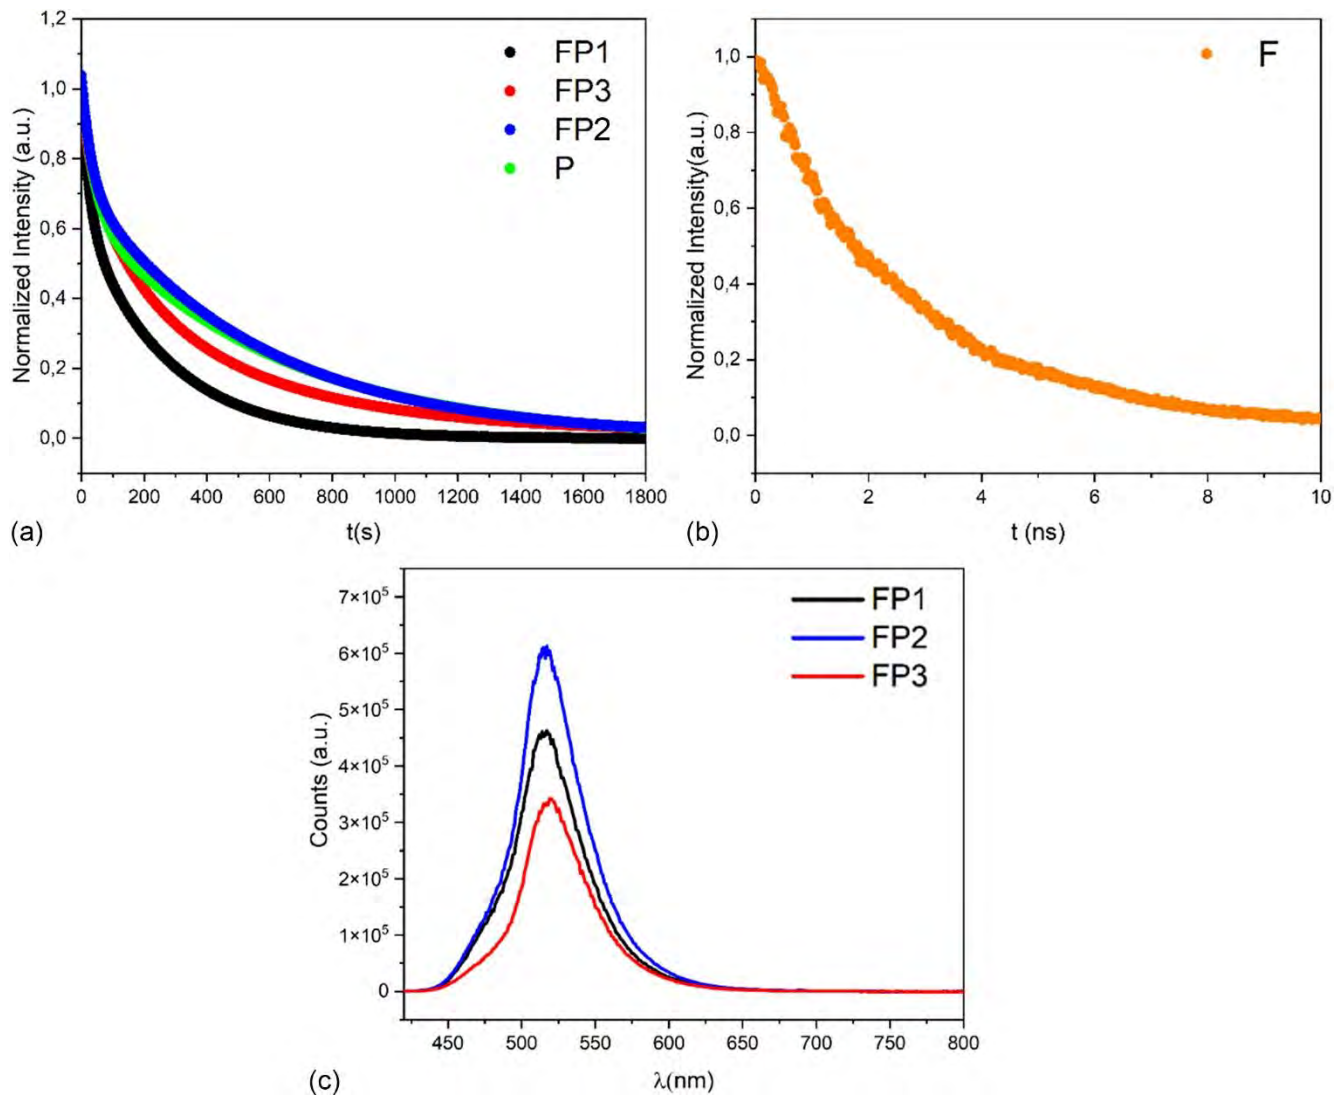 1,2
1,0
0,8
0,6
0,4
0,2
0,0
Normalized Intensity (a.u.)
FP1
FP3
FP2
P
0 200 400 600 800 1000 1200 1400 1600 1800
t(s)
(a)
1,0
0,8
0,6
0,4
0,2
0,0
Normalized Intensity(a.u.)
F
0 2 4 6 8 10
t (ns)
(b)
7×10⁵
6×10⁵
5×10⁵
4×10⁵
3×10⁵
2×10⁵
1×10⁵
0
Counts (a.u.)
FP1
FP2
FP3
450 500 550 600 650 700 750 800
λ(nm)
(c)